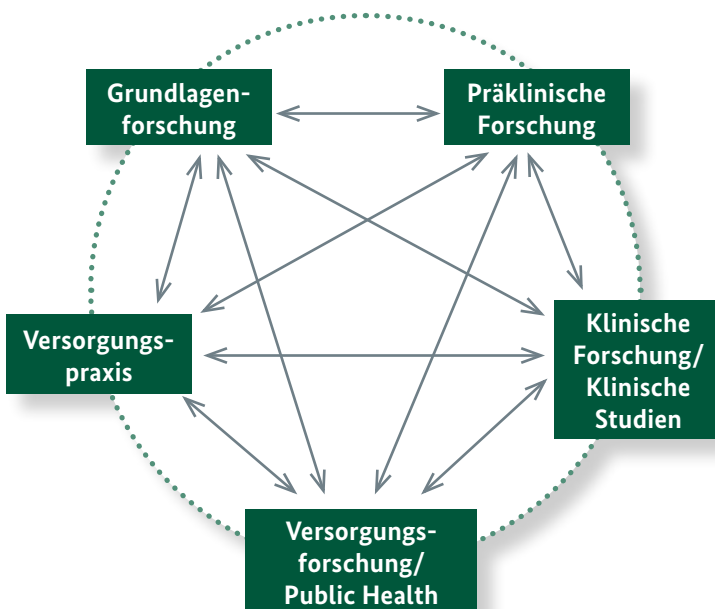 Grundlagen-
forschung
Präklinische
Forschung
Versorgungs-
praxis
Klinische
Forschung/
Klinische
Studien
Versorgungs-
forschung/
Public Health